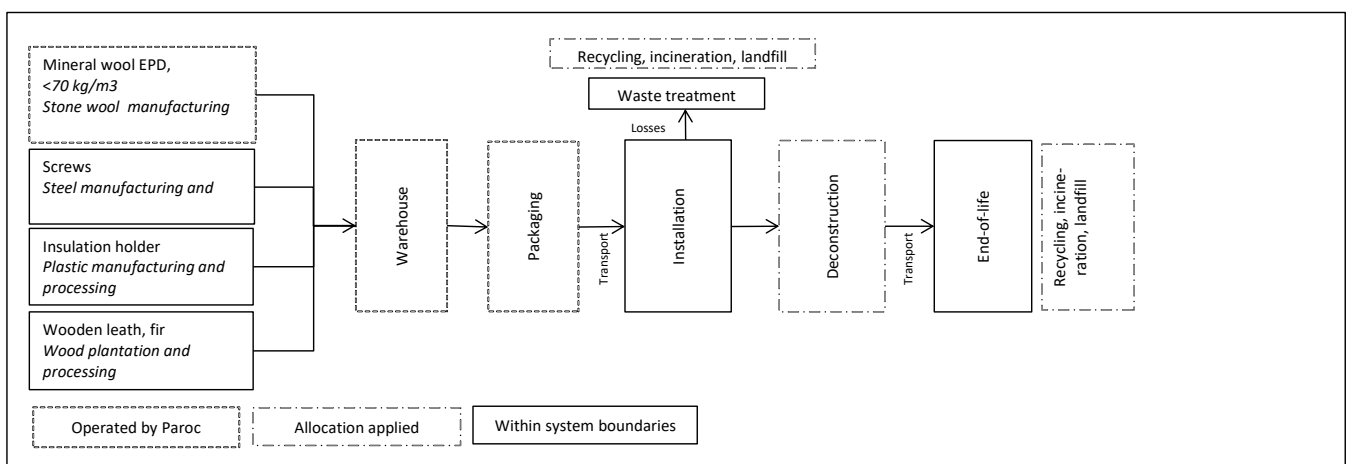 Mineral wool EPD,
<70 kg/m3
Stone wool  manufacturing
Screws
Steel manufacturing and
Insulation holder
Plastic manufacturing and
processing
Wooden leath, fir
Wood plantation and
processing
Warehouse
Packaging
Transport
Recycling, incineration, landfill
Waste treatment
Losses
Installation
Deconstruction
Transport
End-of-life
Recycling, incine-
ration, landfill
Operated by Paroc
Allocation applied
Within system boundaries